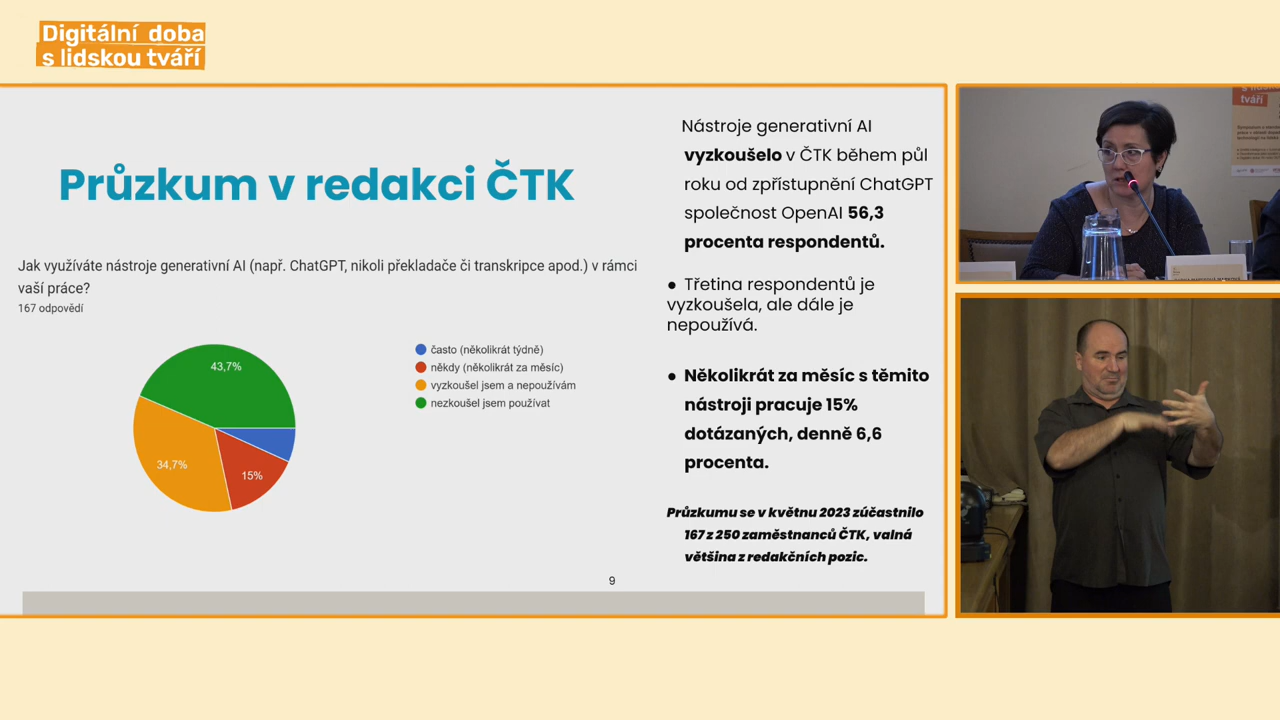 Digitální doba
s lidskou tváří
Průzkum v redakci ČTK
Jak využíváte nástroje generativní AI (např. ChatGPT, nikoli překladače či transkripce apod.) v rámci
vaší práce?
167 odpovědí
43,7%
34,7%
15%
často (několikrát týdně)
někdy (několikrát za měsíc)
vyzkoušel jsem a nepoužívám
nezkoušel jsem používat
Nástroje generativní AI
vyzkoušelo v ČTK během půl
roku od zpřístupnění ChatGPT
společnost OpenAI 56,3
procenta respondentů.
● Třetina respondentů je
vyzkoušela, ale dále je
nepoužívá.
● Několikrát za měsíc s těmito
nástroji pracuje 15%
dotázaných, denně 6,6
procenta.
Průzkumu se v květnu 2023 zúčastnilo
167 z 250 zaměstnanců ČTK, valná
většina z redakčních pozic.
9
s lidskou
tváří